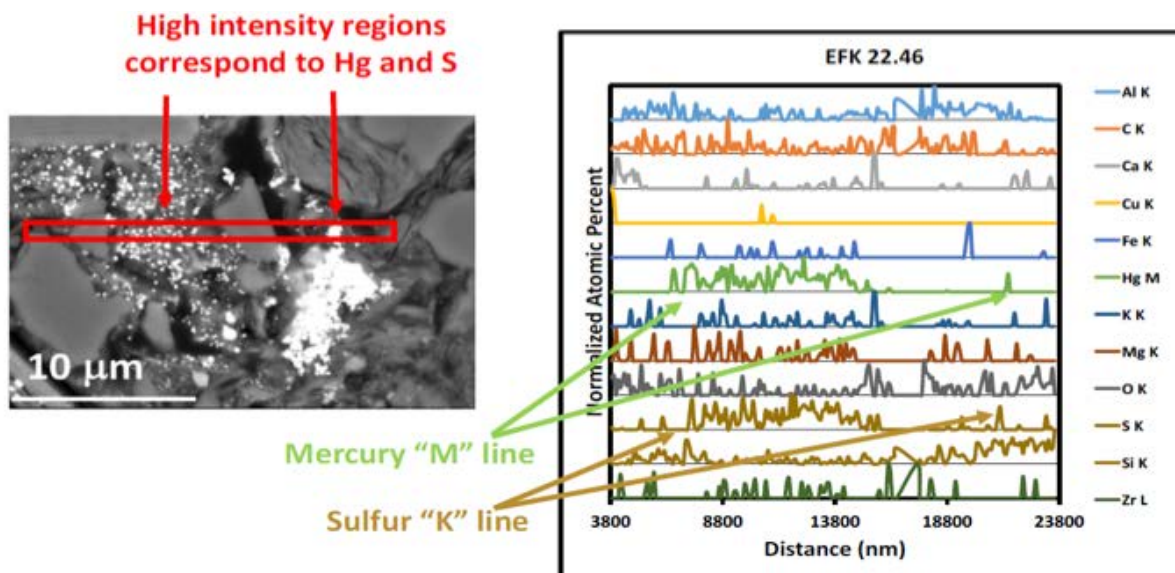 High intensity regions
correspond to Hg and S
10 µm
Mercury “M” line
Sulfur “K” line
EFK 22.46
Normalized Atomic Percent
Al K
C K
Ca K
Cu K
Fe K
Hg M
K K
Mg K
O K
S K
Si K
Zr L
3800 8800 13800 18800 23800
Distance (nm)